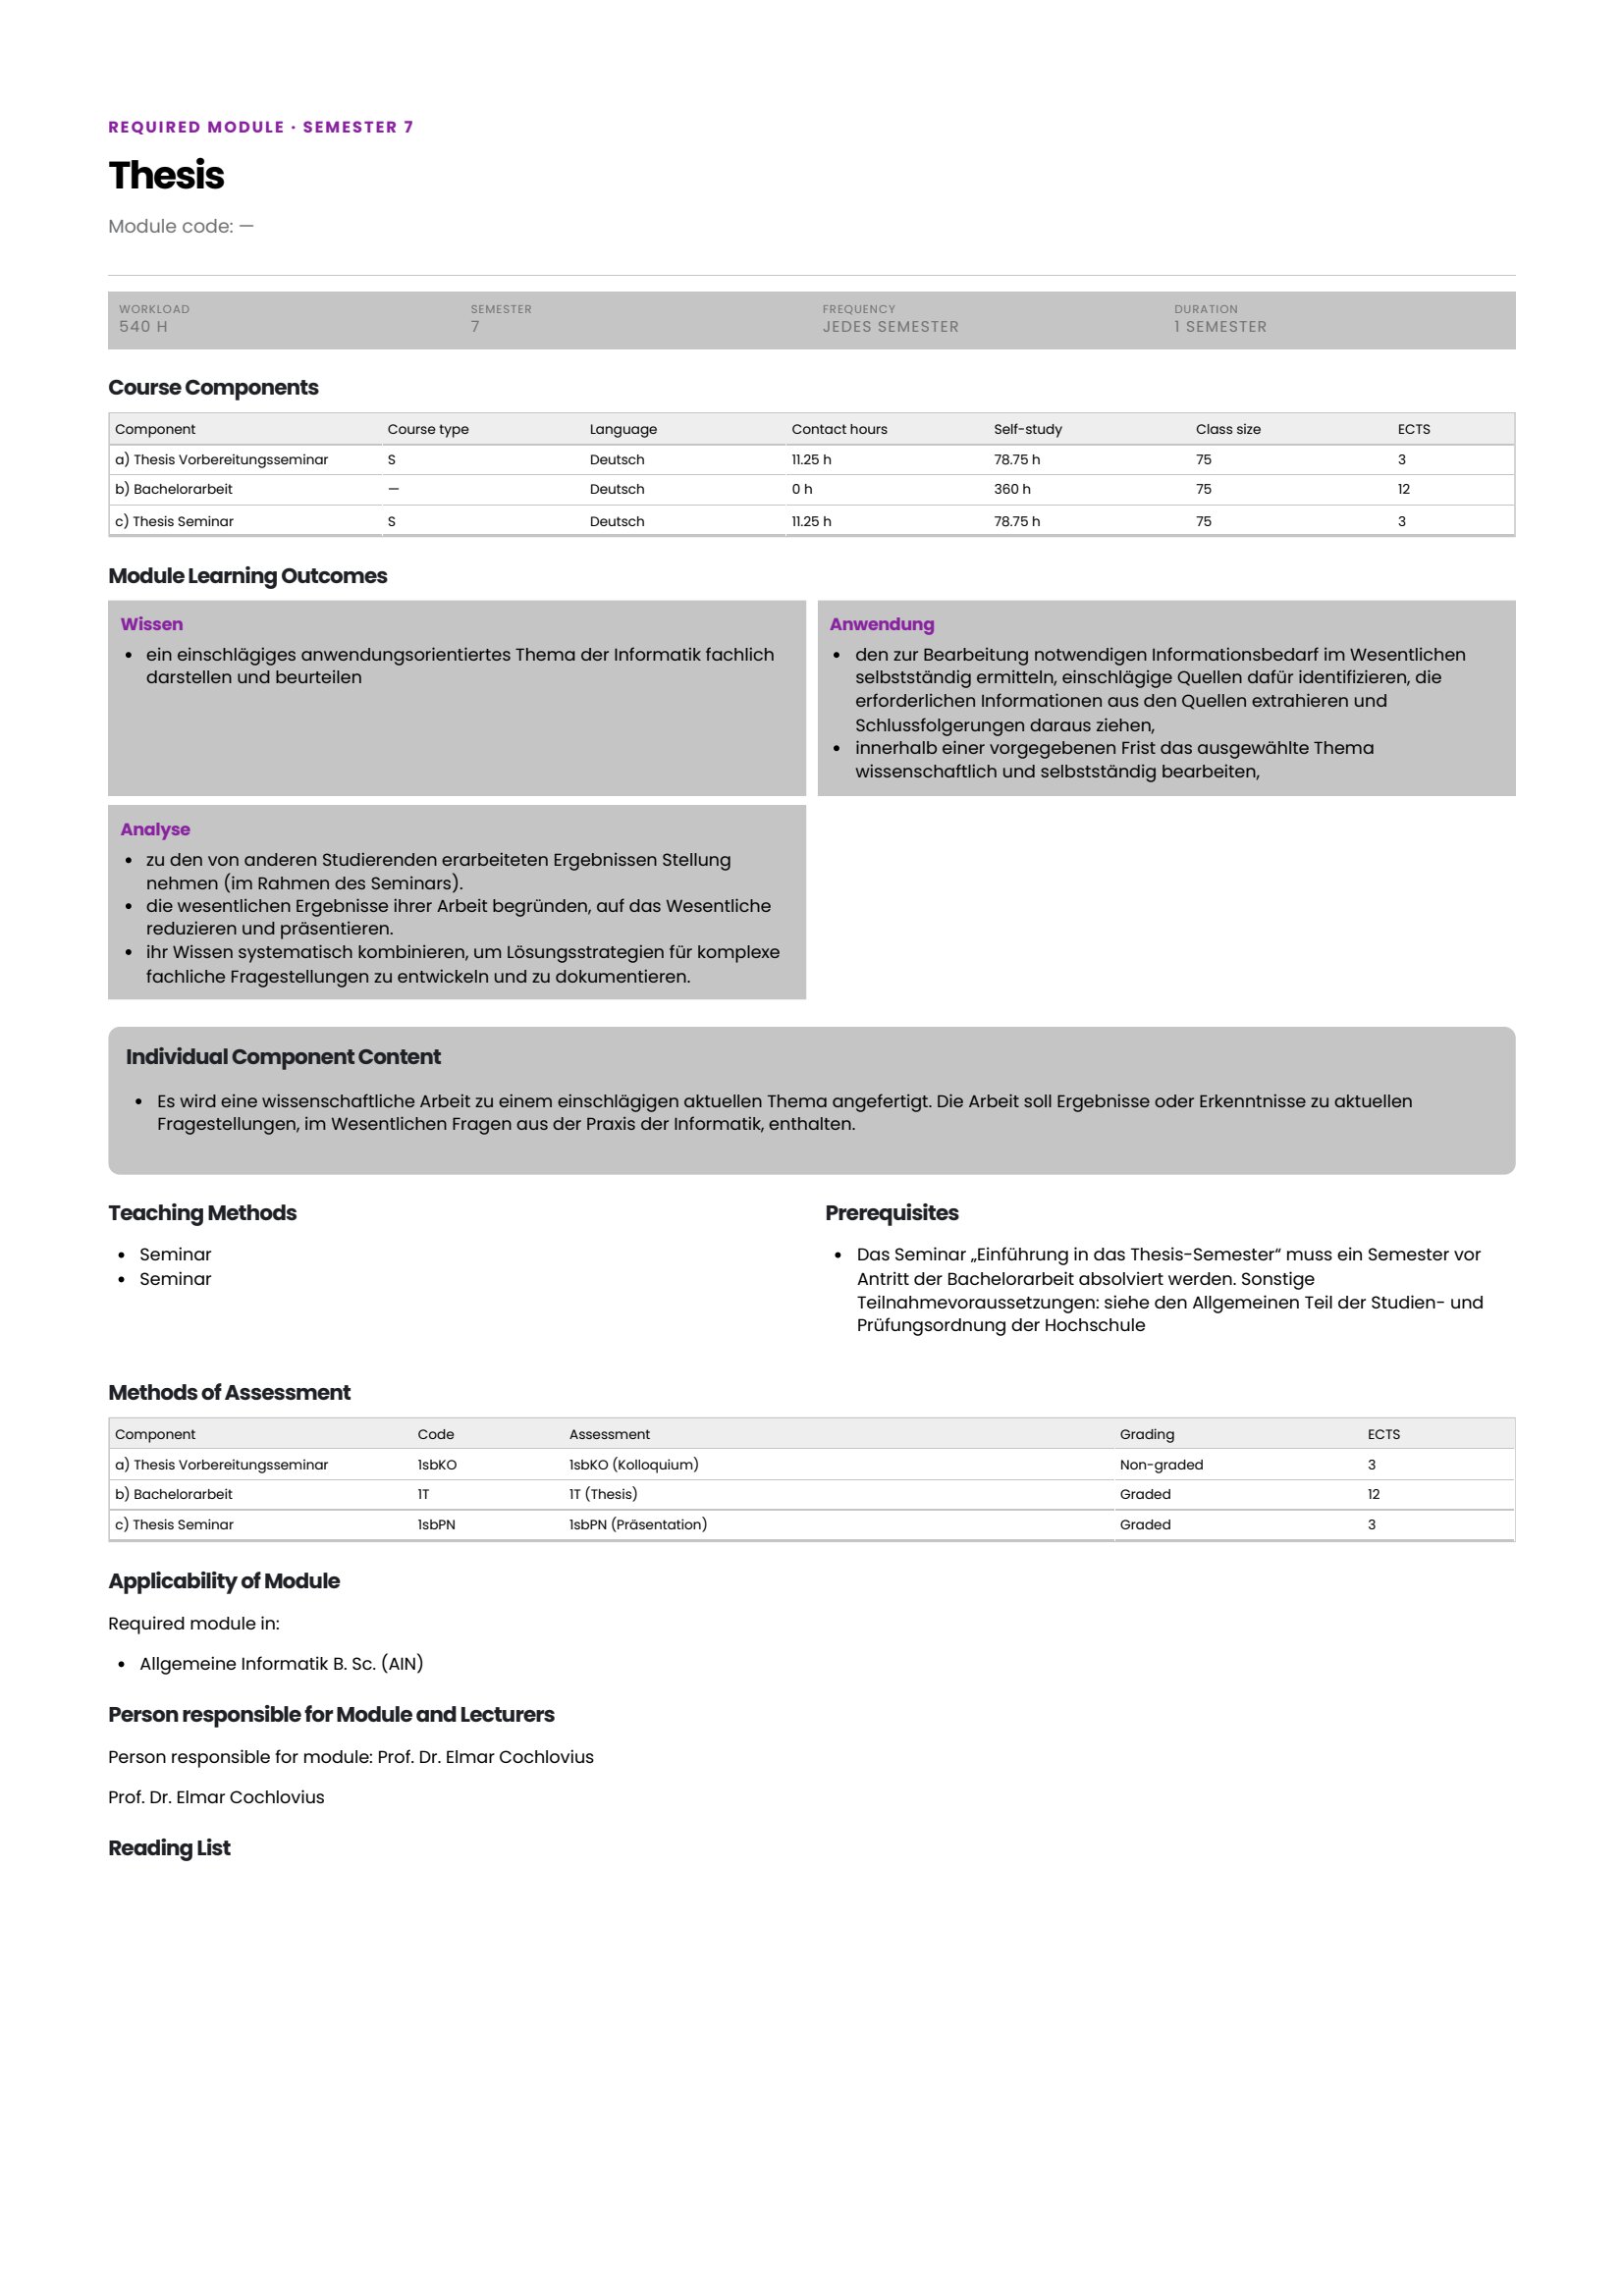 REQUIRED MODULE · SEMESTER 7
Thesis
Module code: —
WORKLOAD SEMESTER FREQUENCY DURATION
540 H 7 JEDES SEMESTER 1 SEMESTER
Course Components
Component Course type Language Contact hours Self-study Class size ECTS
a) Thesis Vorbereitungsseminar S Deutsch 11.25 h 78.75 h 75 3
b) Bachelorarbeit — Deutsch 0 h 360 h 75 12
c) Thesis Seminar S Deutsch 11.25 h 78.75 h 75 3
Module Learning Outcomes
Wissen
• ein einschlägiges anwendungsorientiertes Thema der Informatik fachlich
darstellen und beurteilen
Anwendung
• den zur Bearbeitung notwendigen Informationsbedarf im Wesentlichen
selbstständig ermitteln, einschlägige Quellen dafür identifizieren, die
erforderlichen Informationen aus den Quellen extrahieren und
Schlussfolgerungen daraus ziehen,
• innerhalb einer vorgegebenen Frist das ausgewählte Thema
wissenschaftlich und selbstständig bearbeiten,
Analyse
• zu den von anderen Studierenden erarbeiteten Ergebnissen Stellung
nehmen (im Rahmen des Seminars).
• die wesentlichen Ergebnisse ihrer Arbeit begründen, auf das Wesentliche
reduzieren und präsentieren.
• ihr Wissen systematisch kombinieren, um Lösungsstrategien für komplexe
fachliche Fragestellungen zu entwickeln und zu dokumentieren.
Individual Component Content
• Es wird eine wissenschaftliche Arbeit zu einem einschlägigen aktuellen Thema angefertigt. Die Arbeit soll Ergebnisse oder Erkenntnisse zu aktuellen
Fragestellungen, im Wesentlichen Fragen aus der Praxis der Informatik, enthalten.
Teaching Methods
• Seminar
• Seminar
Prerequisites
• Das Seminar „Einführung in das Thesis-Semester“ muss ein Semester vor
Antritt der Bachelorarbeit absolviert werden. Sonstige
Teilnahmevoraussetzungen: siehe den Allgemeinen Teil der Studien- und
Prüfungsordnung der Hochschule
Methods of Assessment
Component Code Assessment Grading ECTS
a) Thesis Vorbereitungsseminar 1sbKO 1sbKO (Kolloquium) Non-graded 3
b) Bachelorarbeit 1T 1T (Thesis) Graded 12
c) Thesis Seminar 1sbPN 1sbPN (Präsentation) Graded 3
Applicability of Module
Required module in:
• Allgemeine Informatik B. Sc. (AIN)
Person responsible for Module and Lecturers
Person responsible for module: Prof. Dr. Elmar Cochlovius
Prof. Dr. Elmar Cochlovius
Reading List